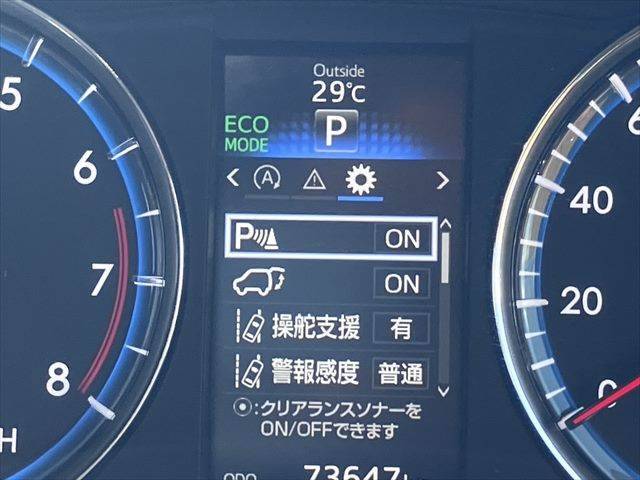 Outside
29℃
ECO
MODE
P
A
P ON
ON
操舵支援 有
警報感度 普通
:クリアランスソナーを
ON/OFFできます
ODO 73647
5
6
7
8
H
40
20
0